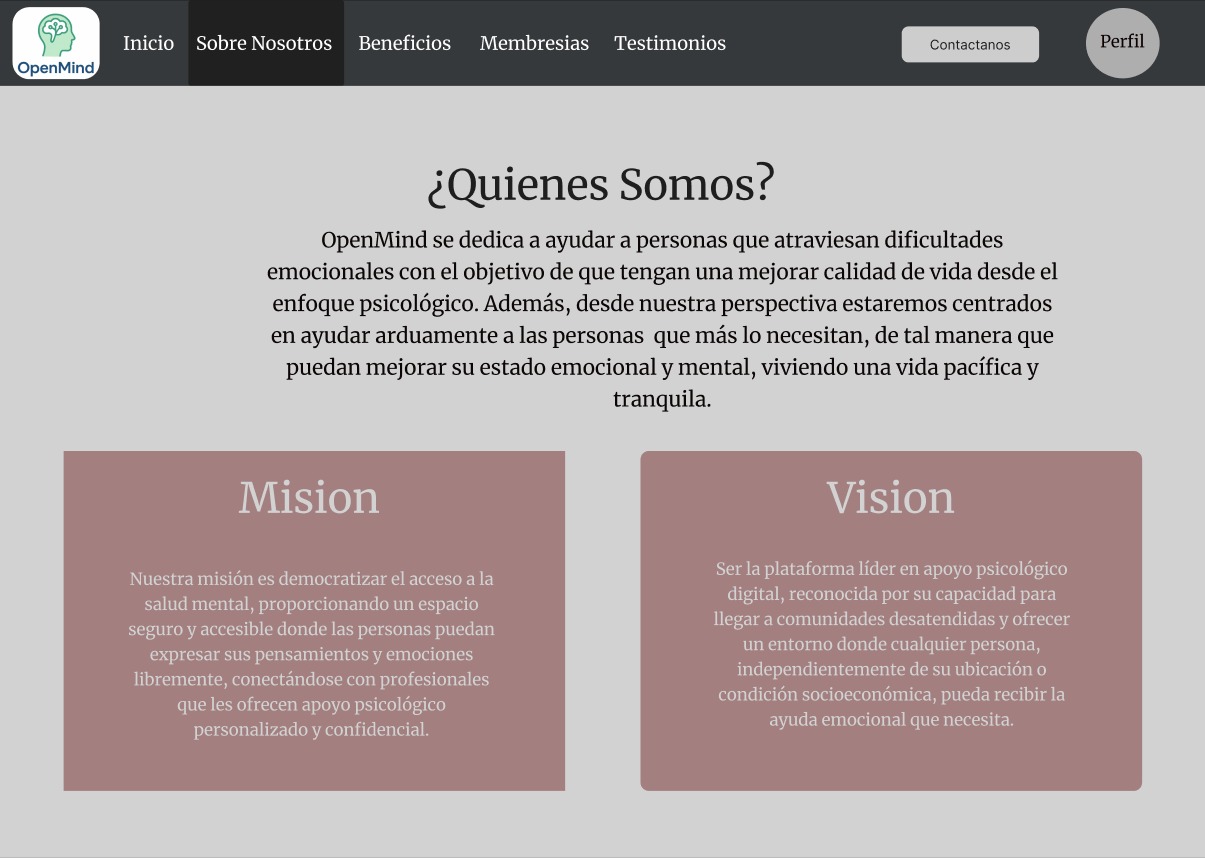 OpenMind
Inicio
Sobre Nosotros
Beneficios
Membresias
Testimonios
Contactanos
Perfil
¿Quienes Somos?
OpenMind se dedica a ayudar a personas que atraviesan dificultades
emocionales con el objetivo de que tengan una mejorar calidad de vida desde el
enfoque psicológico. Además, desde nuestra perspectiva estaremos centrados
en ayudar arduamente a las personas  que más lo necesitan, de tal manera que
puedan mejorar su estado emocional y mental, viviendo una vida pacífica y
tranquila.
Mision
Nuestra misión es democratizar el acceso a la
salud mental, proporcionando un espacio
seguro y accesible donde las personas puedan
expresar sus pensamientos y emociones
libremente, conectándose con profesionales
que les ofrecen apoyo psicológico
personalizado y confidencial.
Vision
Ser la plataforma líder en apoyo psicológico
digital, reconocida por su capacidad para
llegar a comunidades desatendidas y ofrecer
un entorno donde cualquier persona,
independientemente de su ubicación o
condición socioeconómica, pueda recibir la
ayuda emocional que necesita.